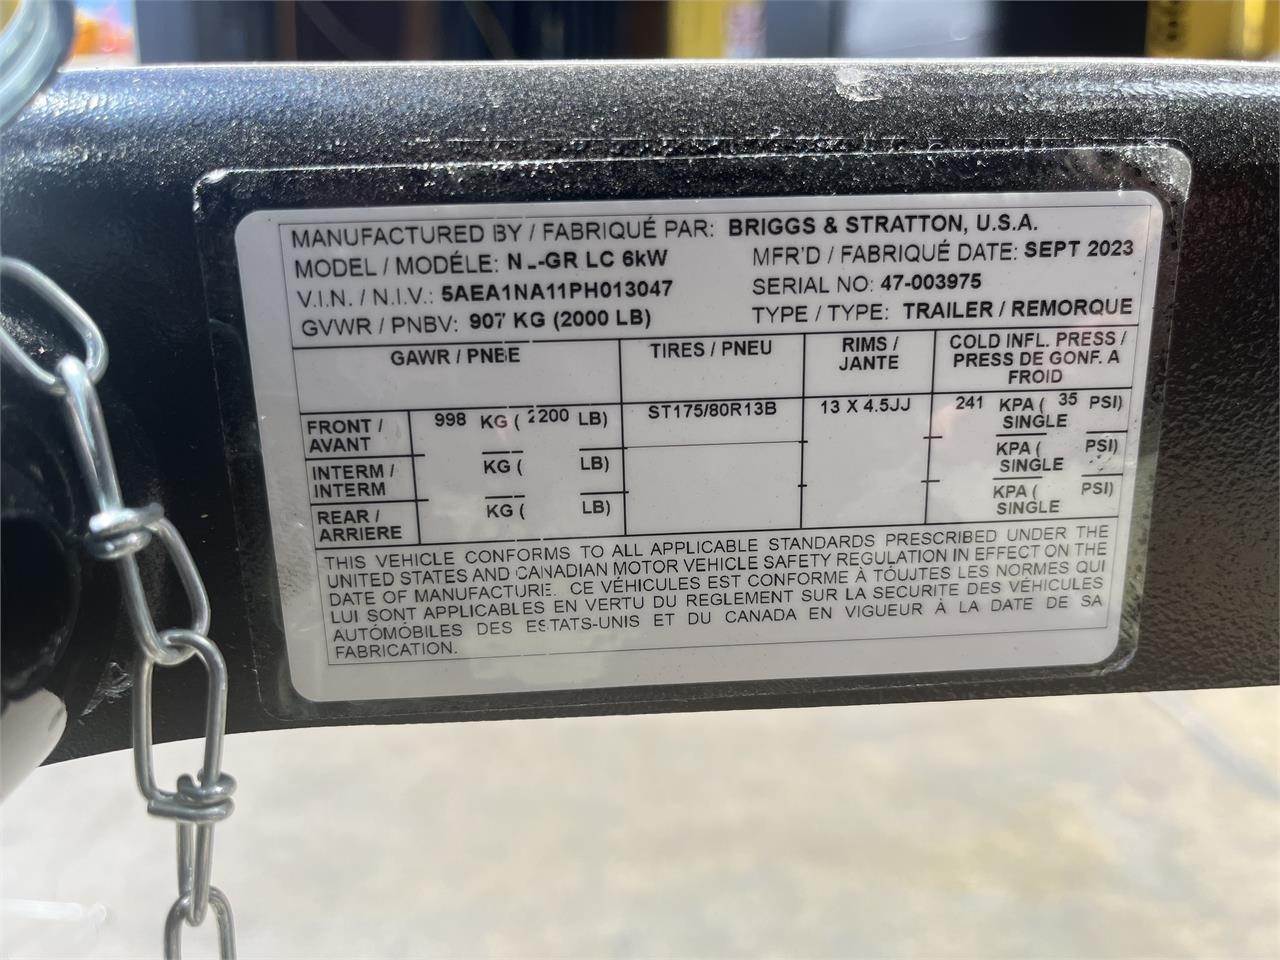 MANUFACTURED BY / FABRIQUÉ PAR: BRIGGS & STRATTON, U.S.A.
MODEL / MODÉLE: -GR LC 6kW MFR'D / FABRIQUÉ DATE: SEPT 2023
V.I.N. / N.I.V.: 5AEA1NA11PH013047 SERIAL NO: 47-003975
GVWR / PNBV: 907 KG (2000 LB) TYPE / TYPE: TRAILER / REMORQUE
GAWR / PNBE TIRES / PNEU RIMS / JANTE COLD INFL. PRESS / PRESS DE GONF. A FROID
FRONT / AVANT 998 KG ( 2200 LB) ST175/80R13B 13 X 4.5JJ 241 KPA ( 35 PSI) SINGLE
INTERM / INTERM KG ( LB) KPA ( PSI) SINGLE
REAR / ARRIERE KG ( LB) KPA ( PSI) SINGLE
THIS VEHICLE CONFORMS TO ALL APPLICABLE STANDARDS PRESCRIBED UNDER THE
UNITED STATES AND CANADIAN MOTOR VEHICLE SAFETY REGULATION IN EFFECT ON THE
DATE OF MANUFACTURE. CE VÉHICULES EST CONFORME À TOUJTES LES NORMES QUI
LUI SONT APPLICABLES EN VERTU DU REGLEMENT SUR LA SECURITE DES VÉHICULES
AUTÓMÓBILES DES ESTATS-UNIS ET DU CANADA EN VIGUEUR À LA DATE DE SA
FABRICATION.